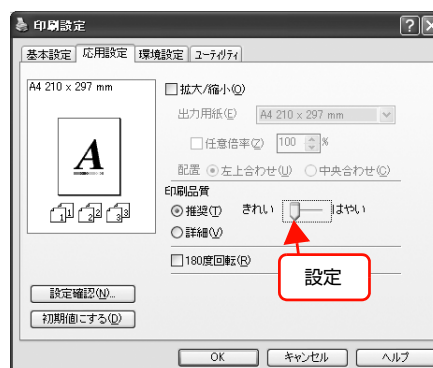 印刷設定
基本設定 応用設定 環境設定 ユーティリティ
A4 210 x 297 mm
拡大/縮小(O)
出力用紙(E) A4 210 x 297 mm
任意倍率(Z) 100 %
配置 左上合わせ(U) 中央合わせ(C)
A
1 1 2 2 3 3
印刷品質
推奨(T) きれい はやい
詳細(V)
180度回転(R)
設定
設定確認(N)...
初期値にする(D)
OK キャンセル ヘルプ